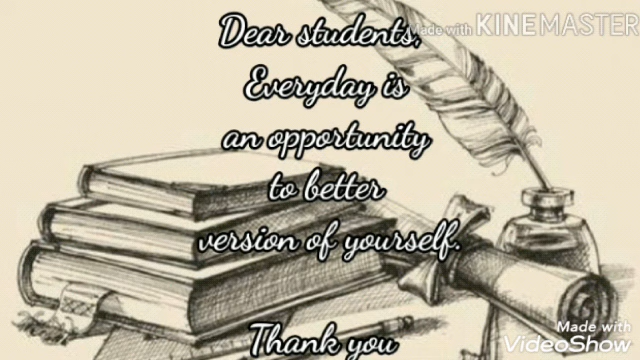 Made with KINEMASTER
Dear students,
Everyday is
an opportunity
to better
version of yourself.
Thank you
Made with
VideoShow